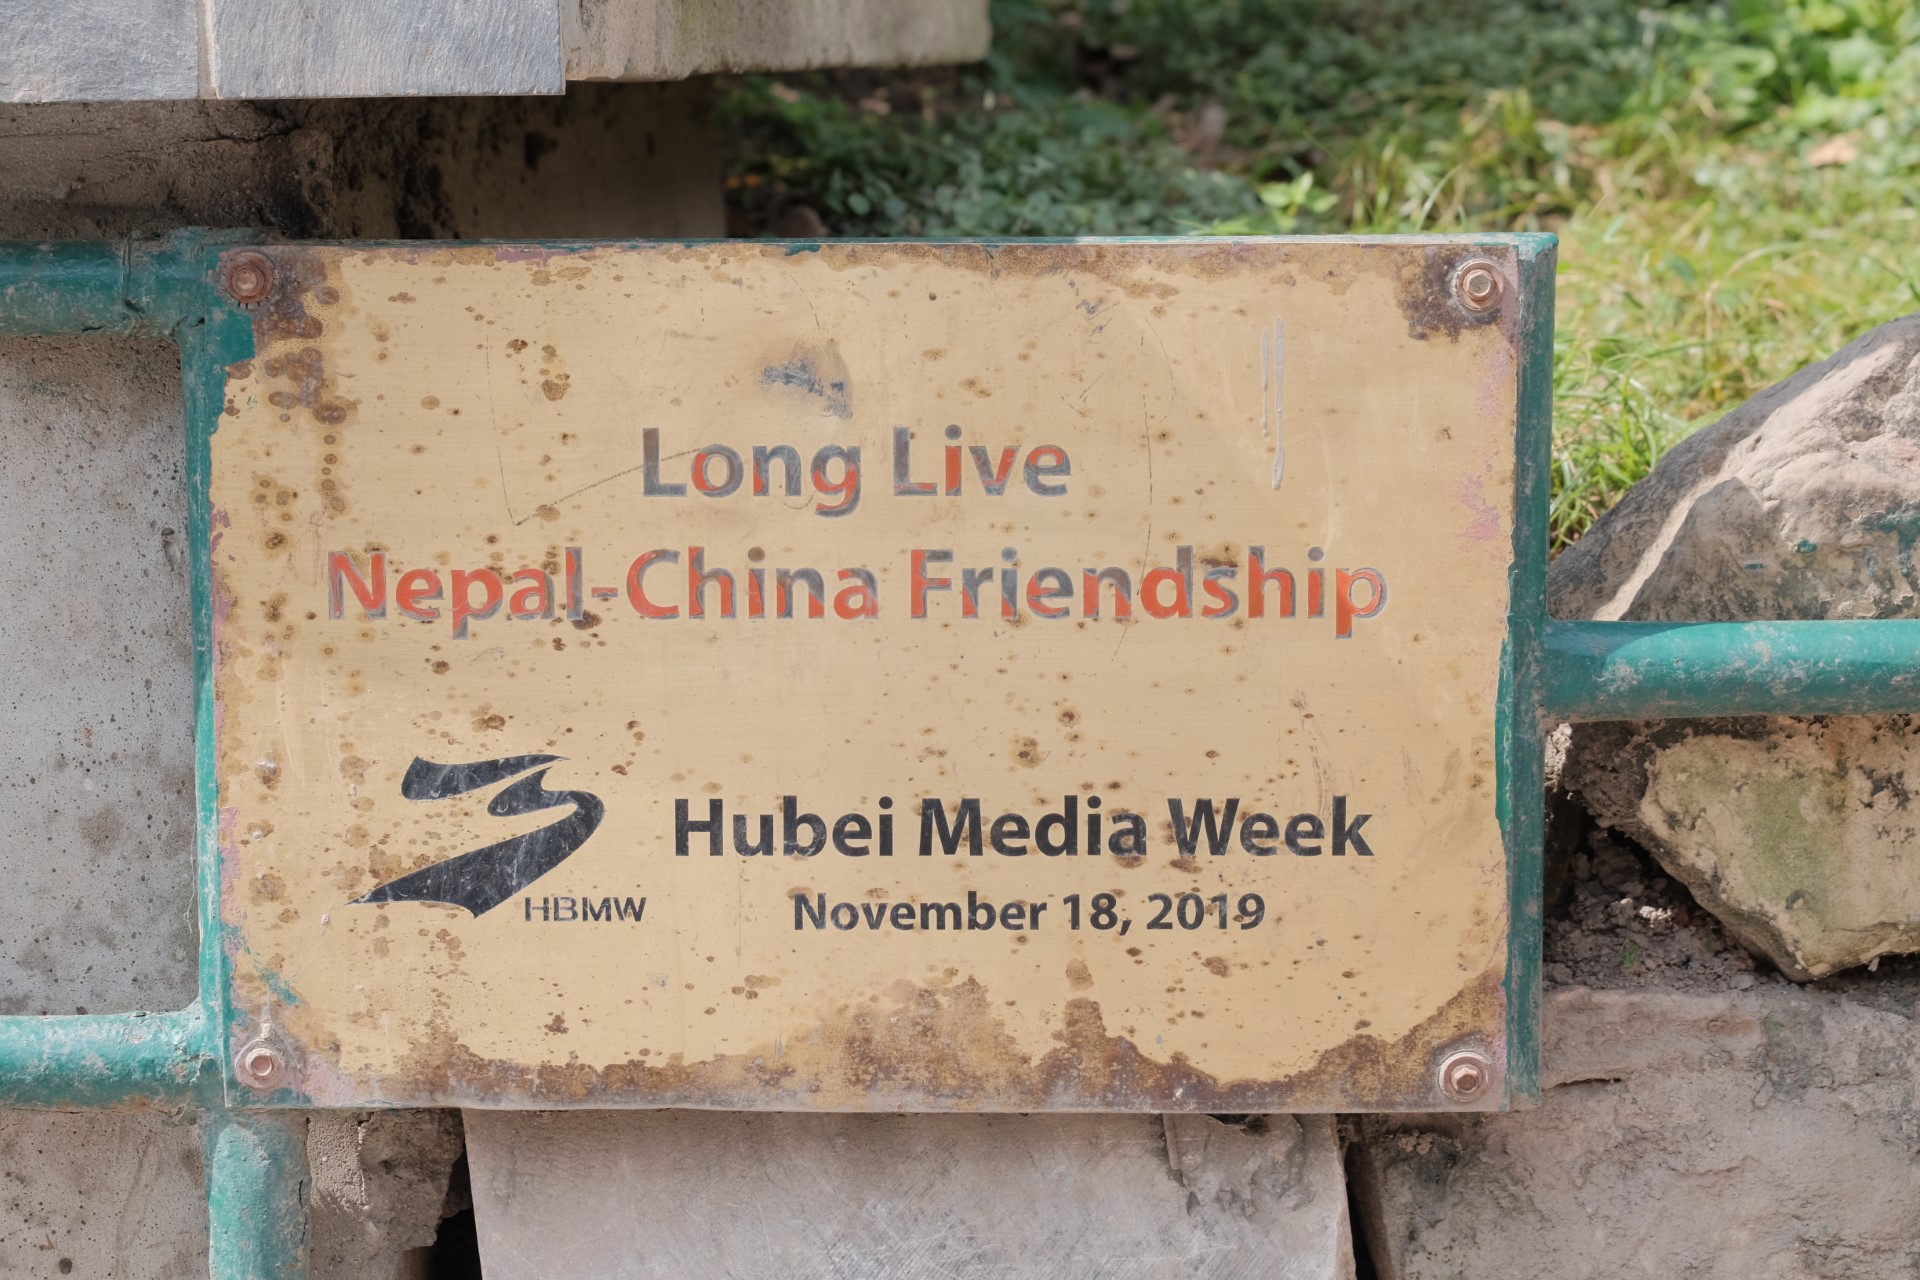 Long Live
Nepal-China Friendship
HBMW
Hubei Media Week
November 18, 2019